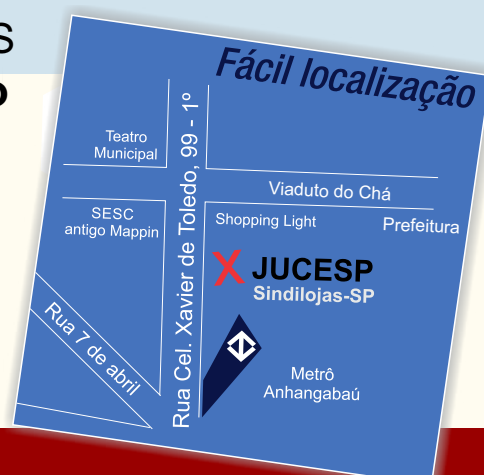 S
Fácil localização
Teatro
Municipal
Rua Cel. Xavier de Toledo, 99 - 1º
Viaduto do Chá
SESC
antigo Mappin
Shopping Light
Prefeitura
X JUCESP
Sindilojas-SP
Rua 7 de abril
Metrô
Anhangabaú